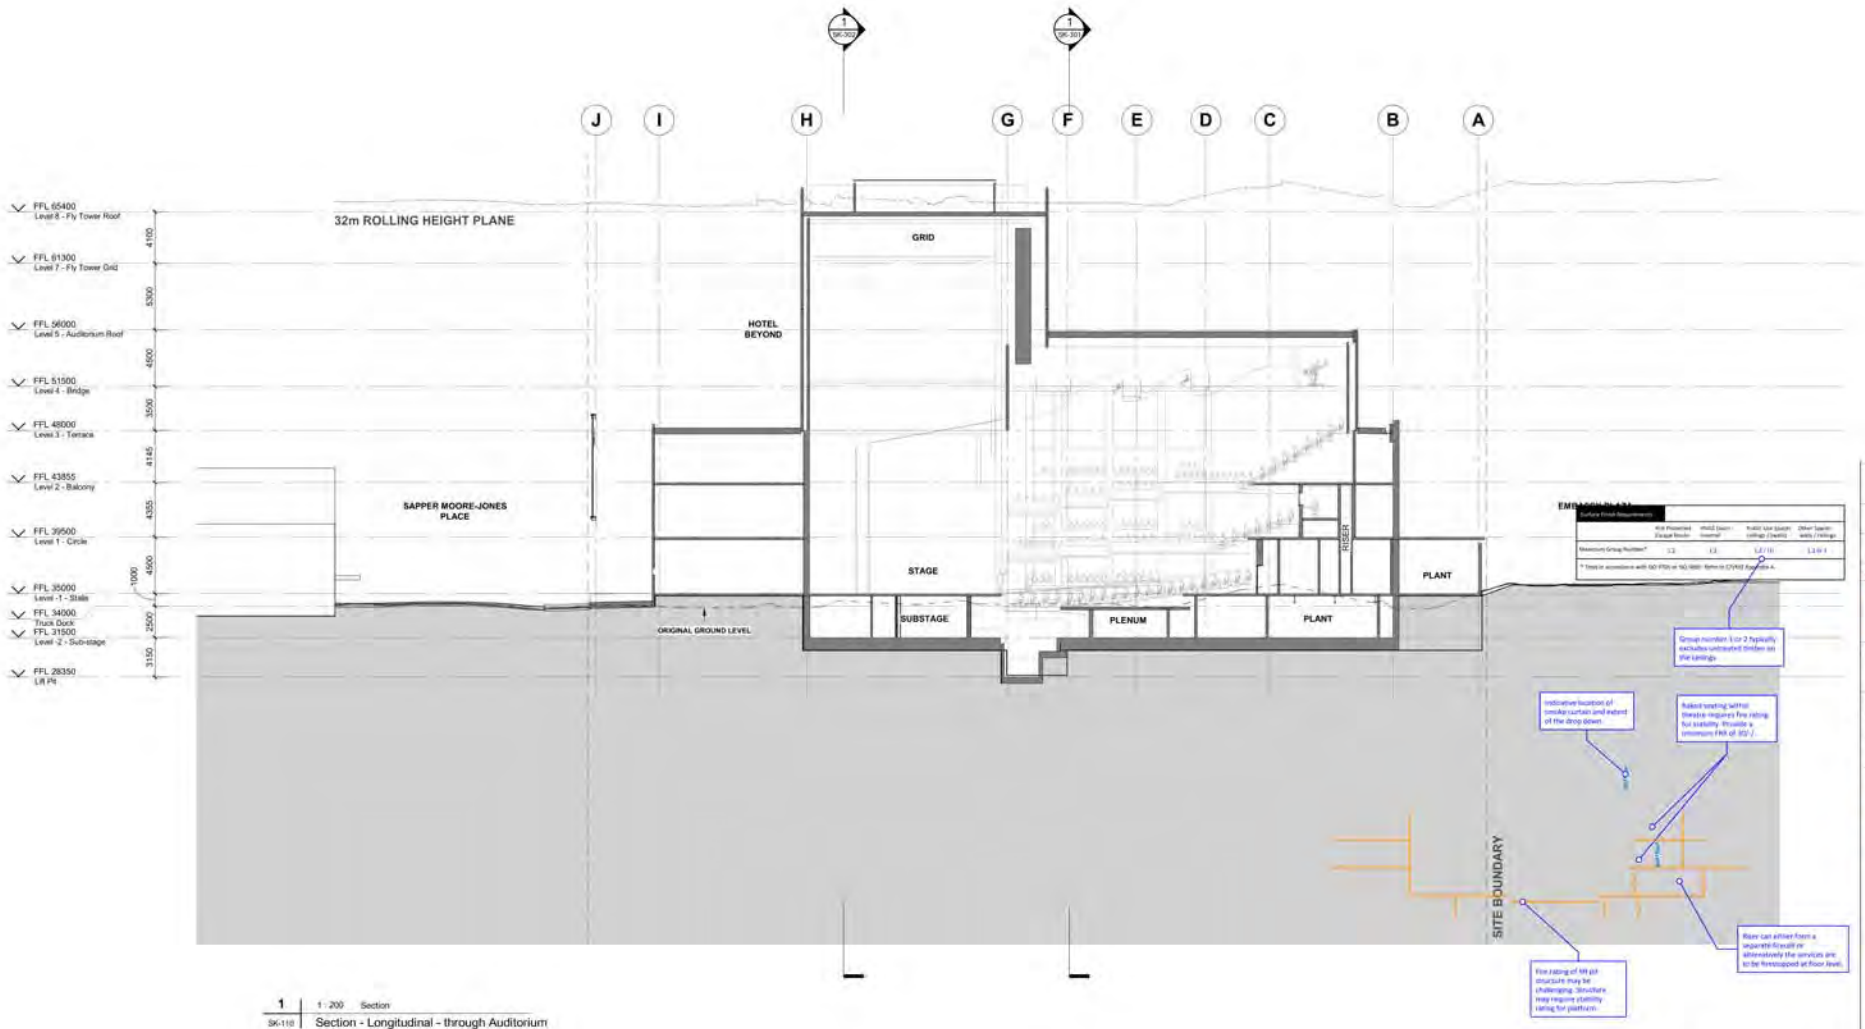 1
SK-302
1
SK-301
J
I
H
G
F
E
D
C
B
A
FFL 65400
Level 8 - Fly Tower Roof
32m ROLLING HEIGHT PLANE
4100
GRID
FFL 61300
Level 7 - Fly Tower Grid
5300
FFL 56000
Level 5 - Auditorium Roof
HOTEL
BEYOND
4500
FFL 51500
Level 4 - Bridge
3500
FFL 48000
Level 3 - Terrace
4145
FFL 43855
Level 2 - Balcony
SAPPER MOORE-JONES
PLACE
4355
FFL 39500
Level 1 - Circle
RISER
4500
STAGE
PLANT
1000
FFL 35000
Level -1 - Stalls
FFL 34000
Truck Dock
2500
SUBSTAGE
PLENUM
PLANT
ORIGINAL GROUND LEVEL
FFL 31500
Level -2 - Sub-stage
3150
FFL 28350
Lift Pit
Surface Finish Requirements
Maximum Group Number*
Group number 1 or 2 typically
excludes untreated timber on
the ceilings
Indicative location of
smoke curtain and extent
of the drop down
Raked seating within
theatre requires fire rating
for stability. Provide a
minimum FRR of
SITE BOUNDARY
Riser can either form a
separate firecell or
alternatively the services are
to be firestopped at floor level.
Fire rating of lift pit
structure may be
challenging. Structure
may require stability
rating for platform
1
1 : 200 Section
SK-110
Section - Longitudinal - through Auditorium